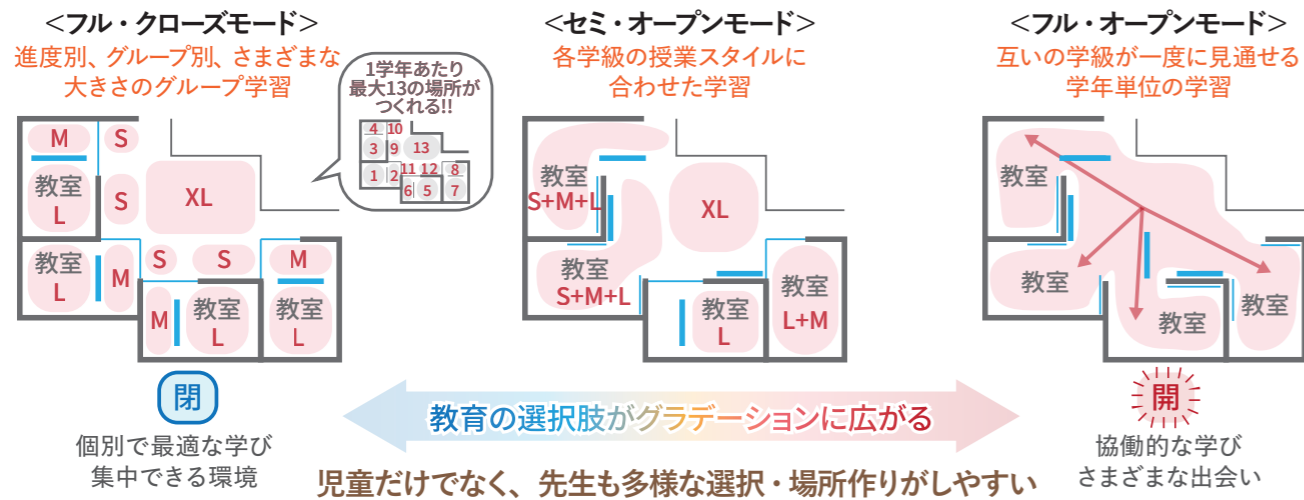 <フル・クローズモード>
進度別、グループ別、さまざまな
大きさのグループ学習
1学年あたり
最大13の場所が
つくれる!!
4 10
3 9 13
1 2 11 12 8
6 5 7
M S
教室
L
S
XL
教室
L
M
S
S
M
M
教室
L
教室
L
<セミ・オープンモード>
各学級の授業スタイルに
合わせた学習
教室
S+M+L
XL
教室
S+M+L
教室
L
教室
L+M
<フル・オープンモード>
互いの学級が一度に見通せる
学年単位の学習
教室
教室
教室
教室
閉
個別で最適な学び
集中できる環境
教育の選択肢がグラデーションに広がる
開
協働的な学び
さまざまな出会い
児童だけでなく、先生も多様な選択・場所作りがしやすい